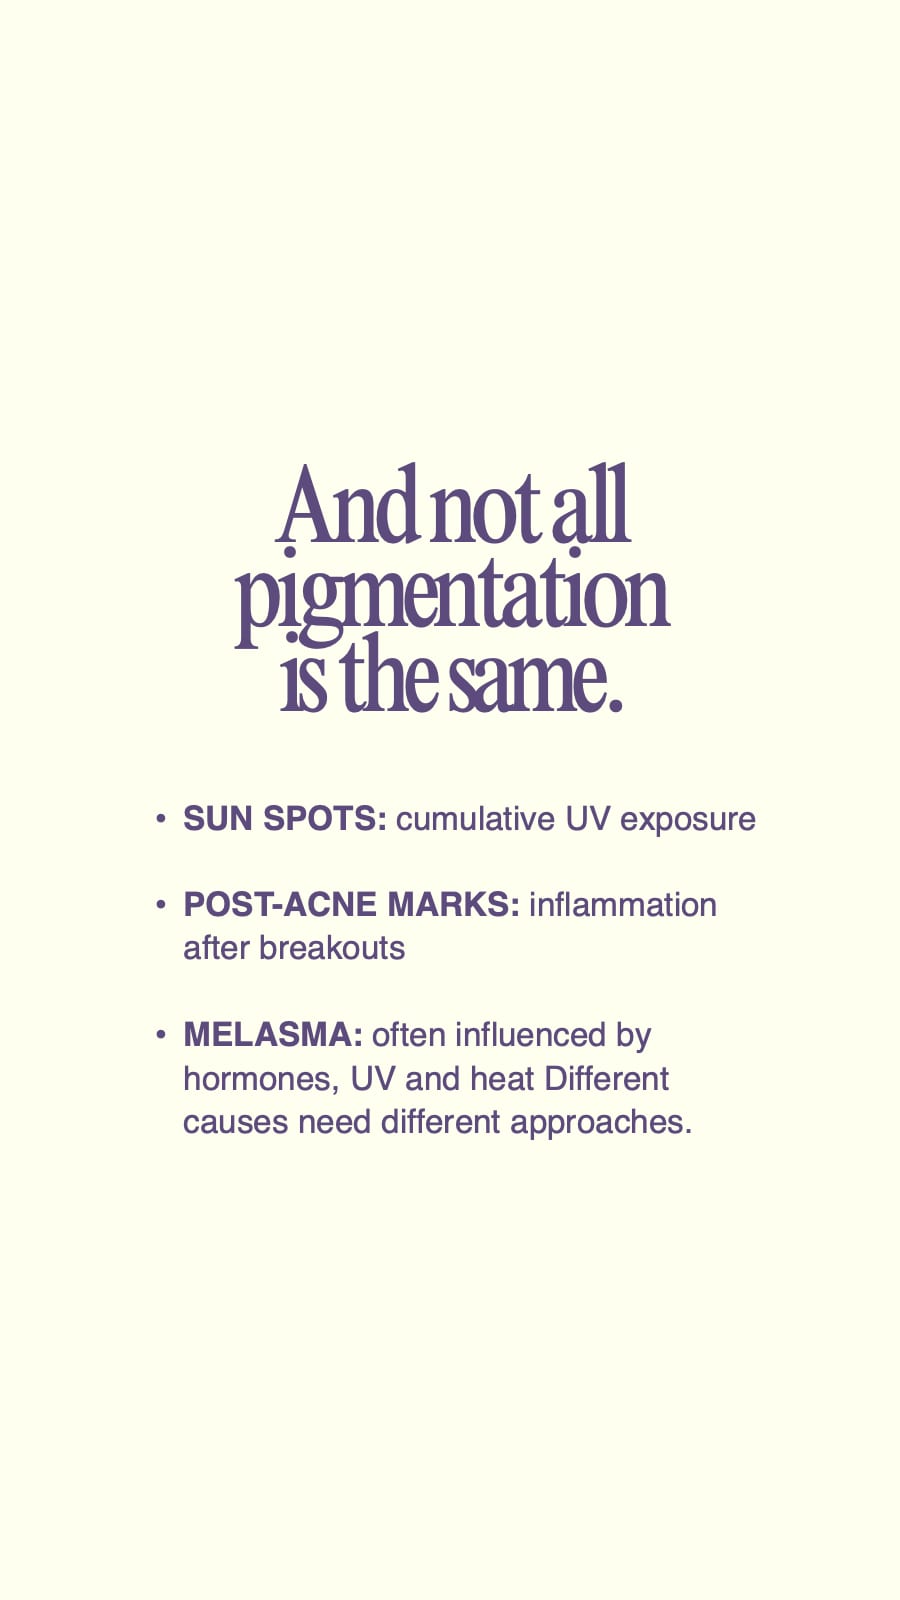 And not all
pigmentation
is the same.
• SUN SPOTS: cumulative UV exposure
• POST-ACNE MARKS: inflammation
after breakouts
• MELASMA: often influenced by
hormones, UV and heat Different
causes need different approaches.